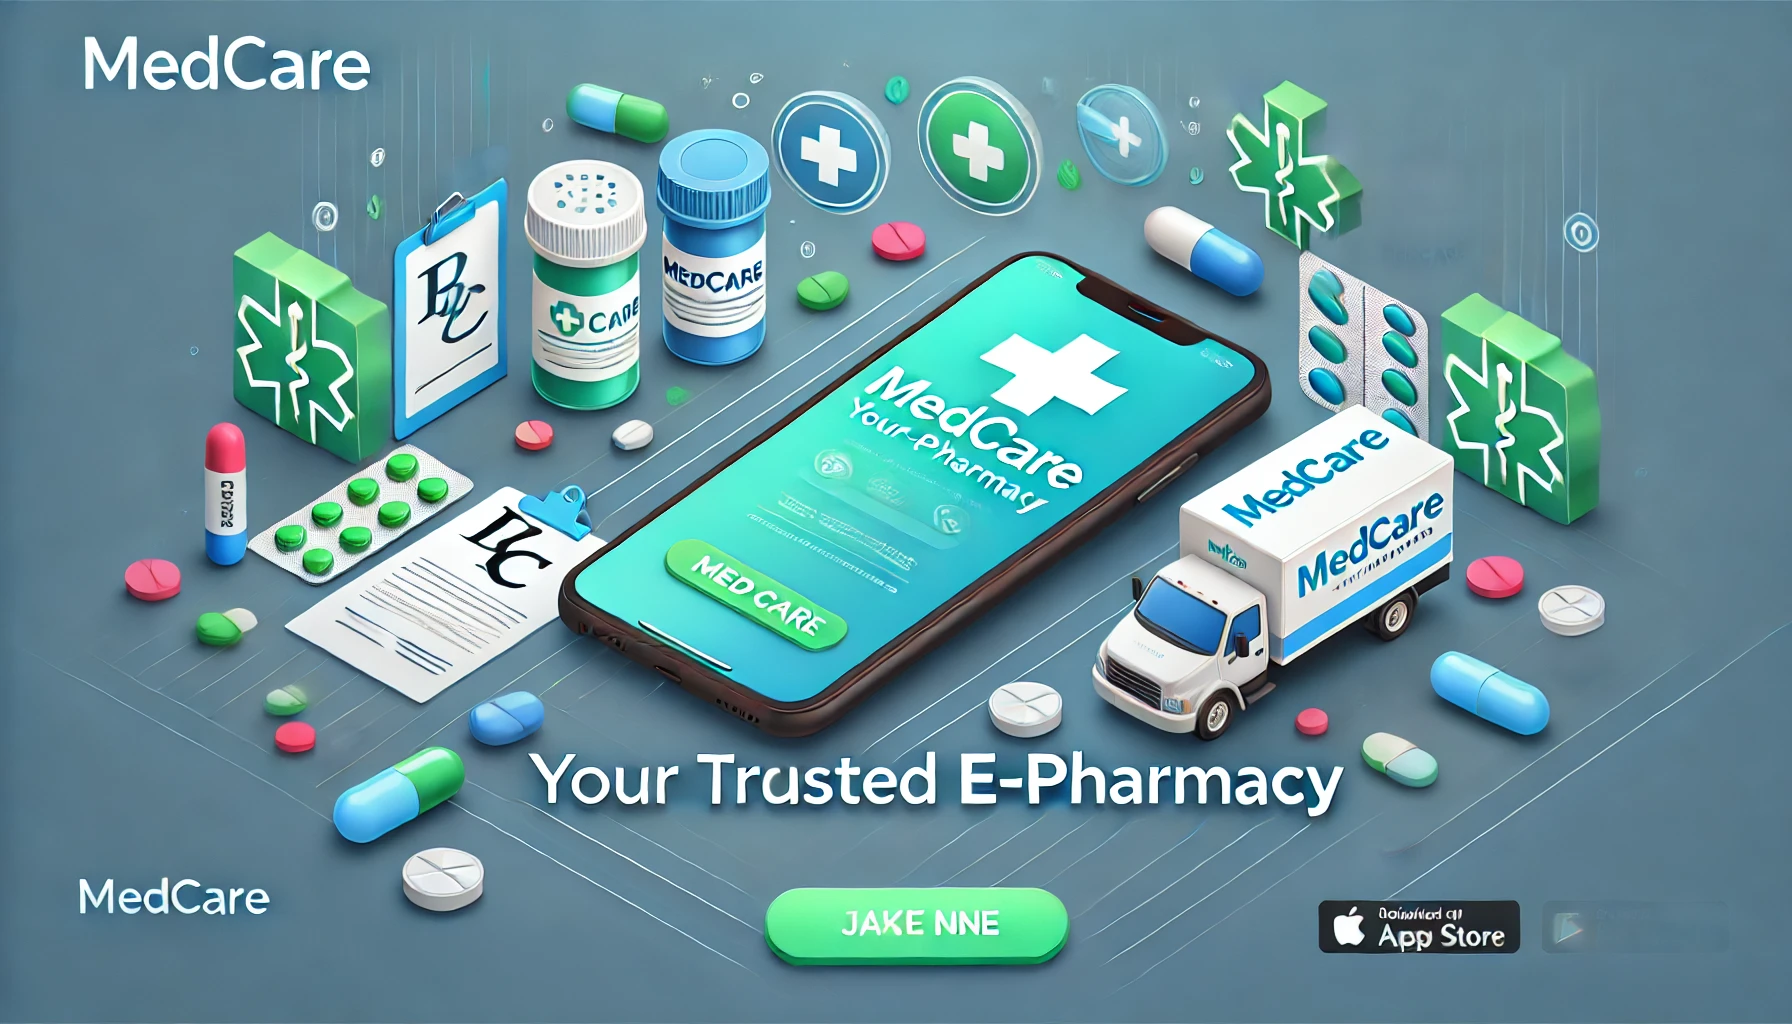 MedCare
MEDCARE
CARE
MedCare
Your-Pharmacy
MED CARE
MedCare
MedCare
Your Trusted E-Pharmacy
MedCare
JAKE NNE
App Store